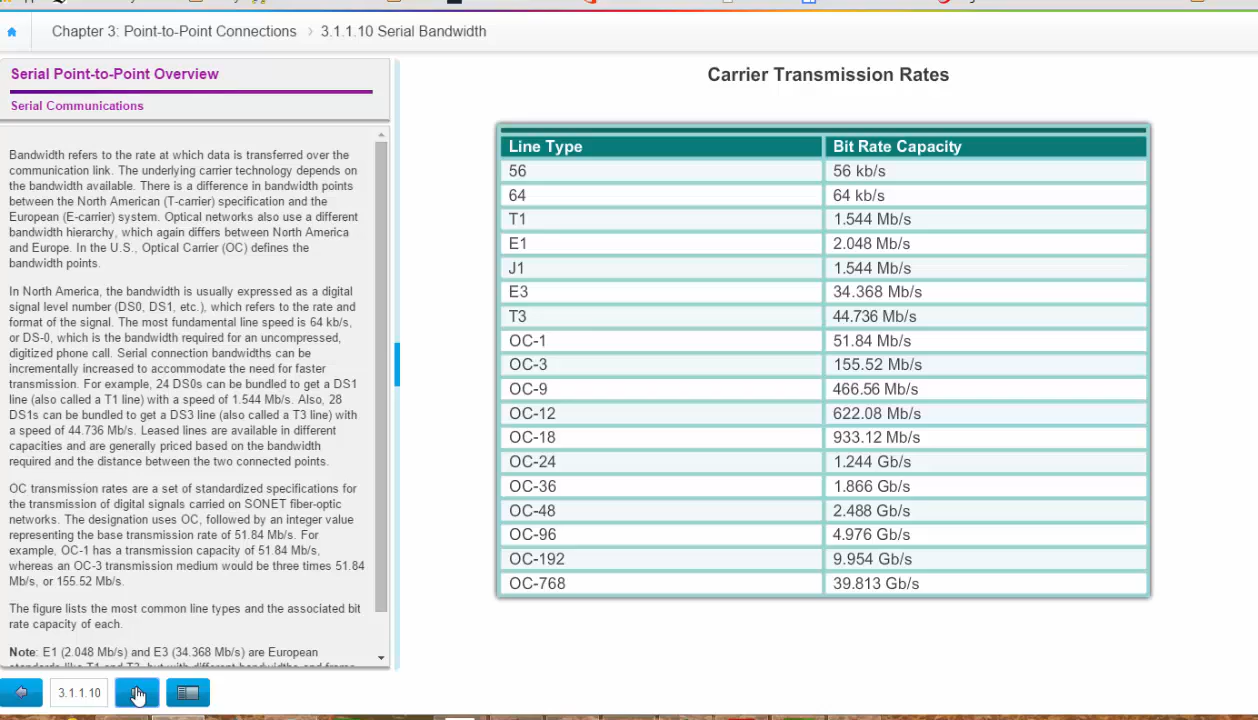 Chapter 3: Point-to-Point Connections › 3.1.1.10 Serial Bandwidth
Serial Point-to-Point Overview
Serial Communications
Bandwidth refers to the rate at which data is transferred over the
communication link. The underlying carrier technology depends on
the bandwidth available. There is a difference in bandwidth points
between the North American (T-carrier) specification and the
European (E-carrier) system. Optical networks also use a different
bandwidth hierarchy, which again differs between North America
and Europe. In the U.S., Optical Carrier (OC) defines the
bandwidth points.
In North America, the bandwidth is usually expressed as a digital
signal level number (DS0, DS1, etc.), which refers to the rate and
format of the signal. The most fundamental line speed is 64 kb/s,
or DS-0, which is the bandwidth required for an uncompressed,
digitized phone call. Serial connection bandwidths can be
incrementally increased to accommodate the need for faster
transmission. For example, 24 DS0s can be bundled to get a DS1
line (also called a T1 line) with a speed of 1.544 Mb/s. Also, 28
DS1s can be bundled to get a DS3 line (also called a T3 line) with
a speed of 44.736 Mb/s. Leased lines are available in different
capacities and are generally priced based on the bandwidth
required and the distance between the two connected points.
OC transmission rates are a set of standardized specifications for
the transmission of digital signals carried on SONET fiber-optic
networks. The designation uses OC, followed by an integer value
representing the base transmission rate of 51.84 Mb/s. For
example, OC-1 has a transmission capacity of 51.84 Mb/s,
whereas an OC-3 transmission medium would be three times 51.84
Mb/s, or 155.52 Mb/s.
The figure lists the most common line types and the associated bit
rate capacity of each.
Note: E1 (2.048 Mb/s) and E3 (34.368 Mb/s) are European
standards like T1 and T3, but with different bandwidths and frame
3.1.1.10
Carrier Transmission Rates
Line Type Bit Rate Capacity
56 56 kb/s
64 64 kb/s
T1 1.544 Mb/s
E1 2.048 Mb/s
J1 1.544 Mb/s
E3 34.368 Mb/s
T3 44.736 Mb/s
OC-1 51.84 Mb/s
OC-3 155.52 Mb/s
OC-9 466.56 Mb/s
OC-12 622.08 Mb/s
OC-18 933.12 Mb/s
OC-24 1.244 Gb/s
OC-36 1.866 Gb/s
OC-48 2.488 Gb/s
OC-96 4.976 Gb/s
OC-192 9.954 Gb/s
OC-768 39.813 Gb/s